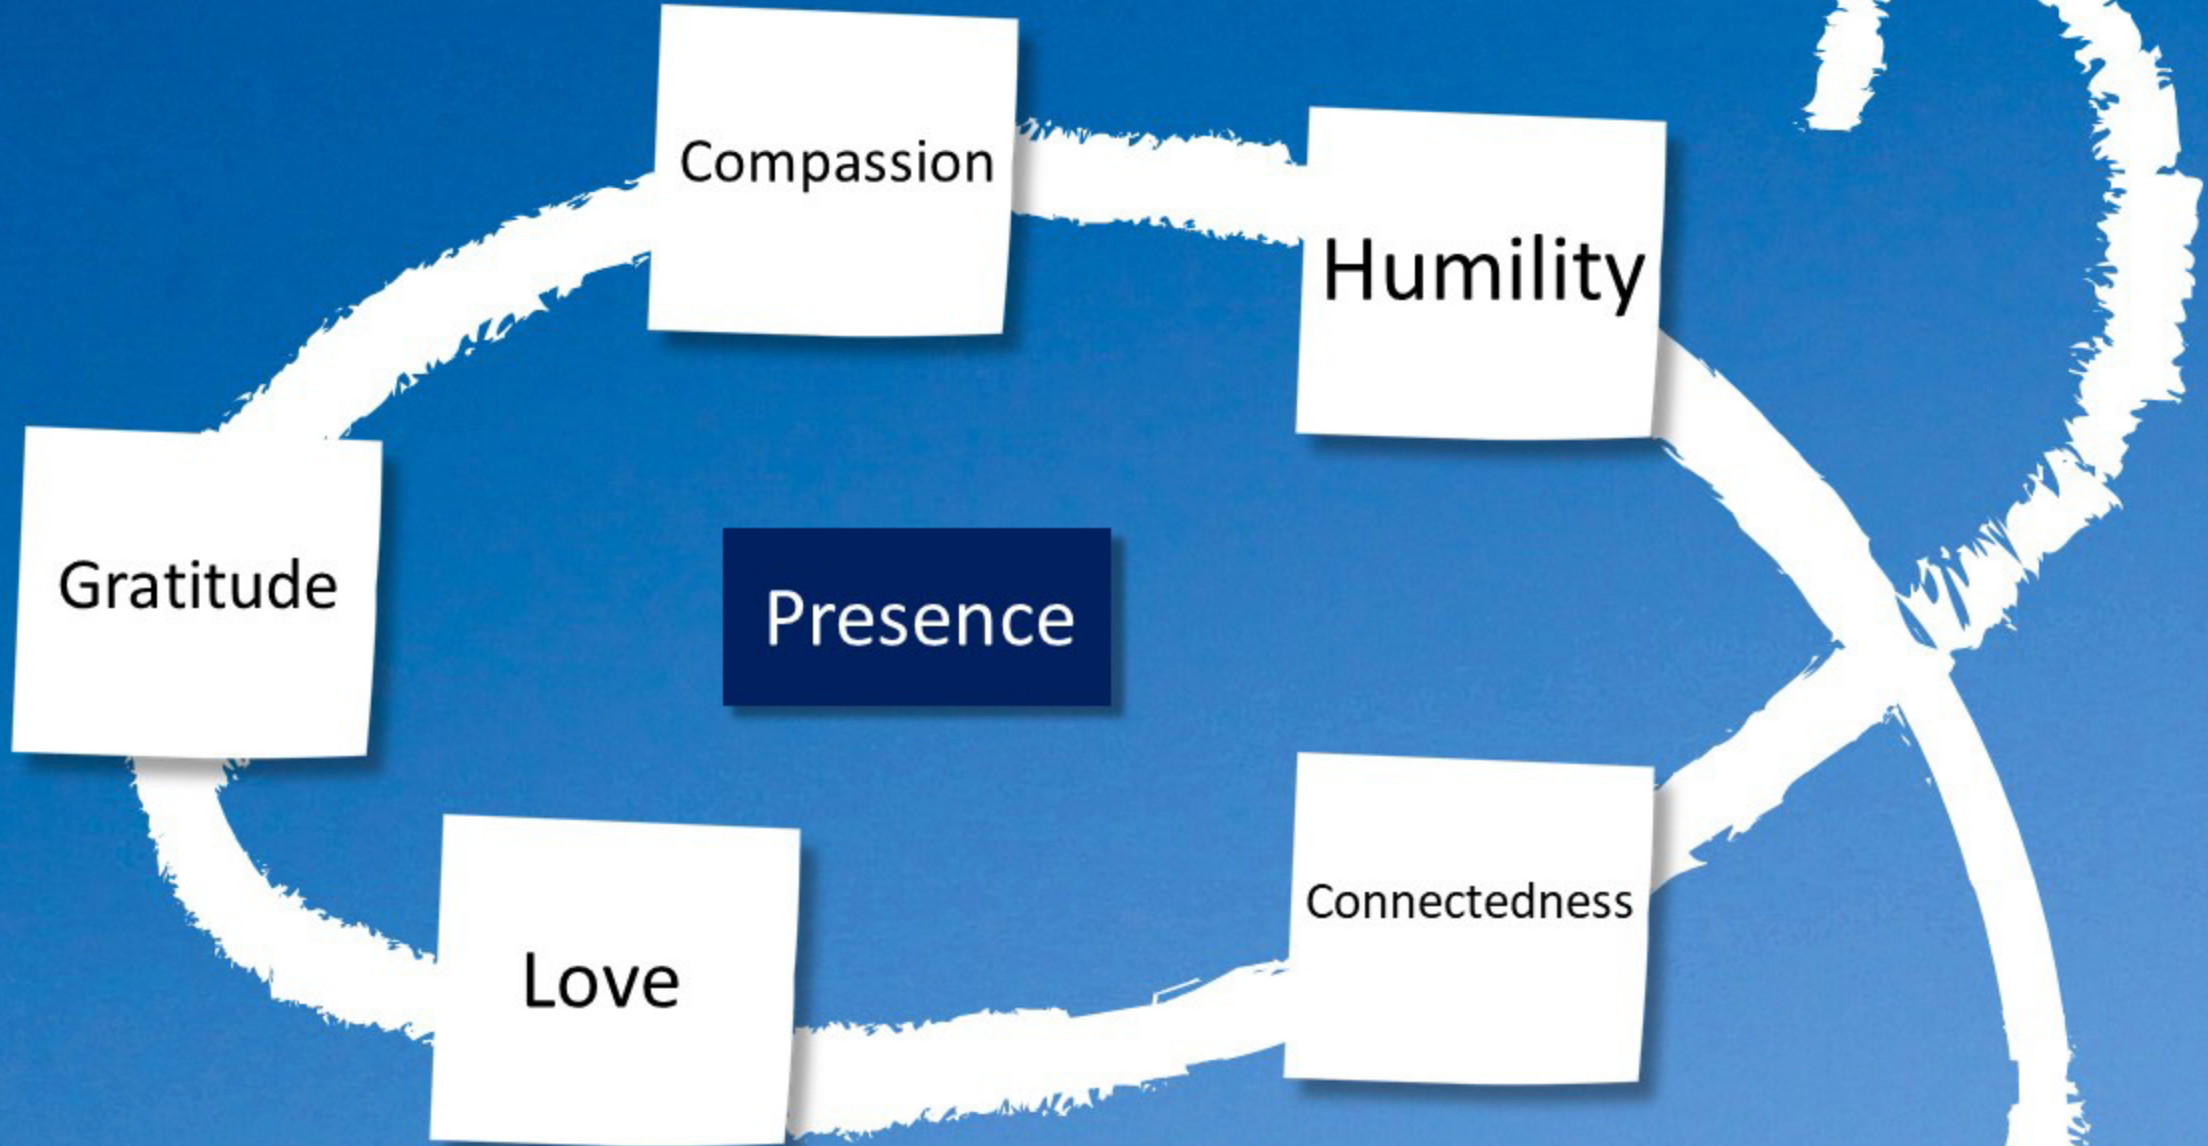 Compassion
Humility
Gratitude
Presence
Connectedness
Love